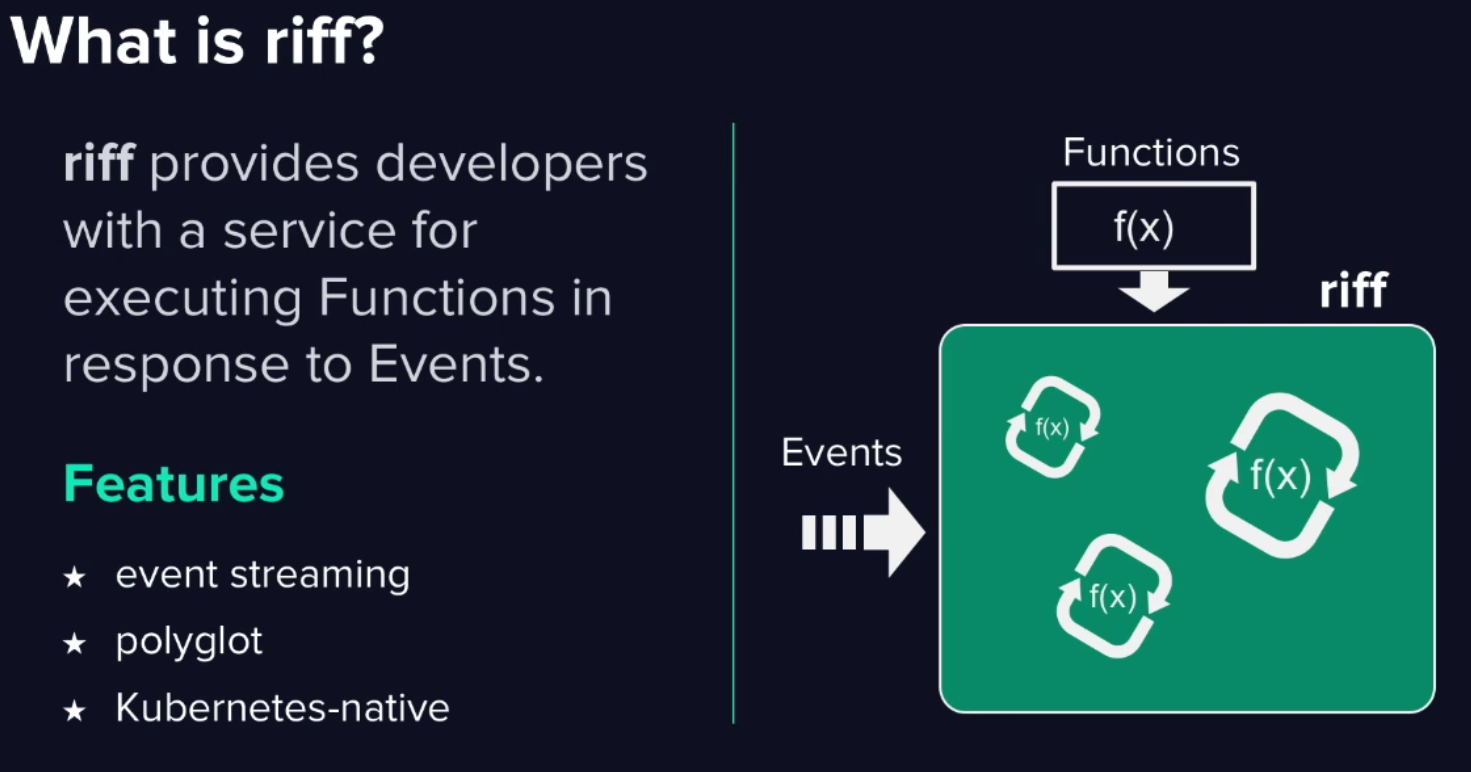 What is riff?
riff provides developers
with a service for
executing Functions in
response to Events.
Features
★ event streaming
★ polyglot
★ Kubernetes-native
Functions
f(x)
riff
Events
f(x)
f(x)
f(x)